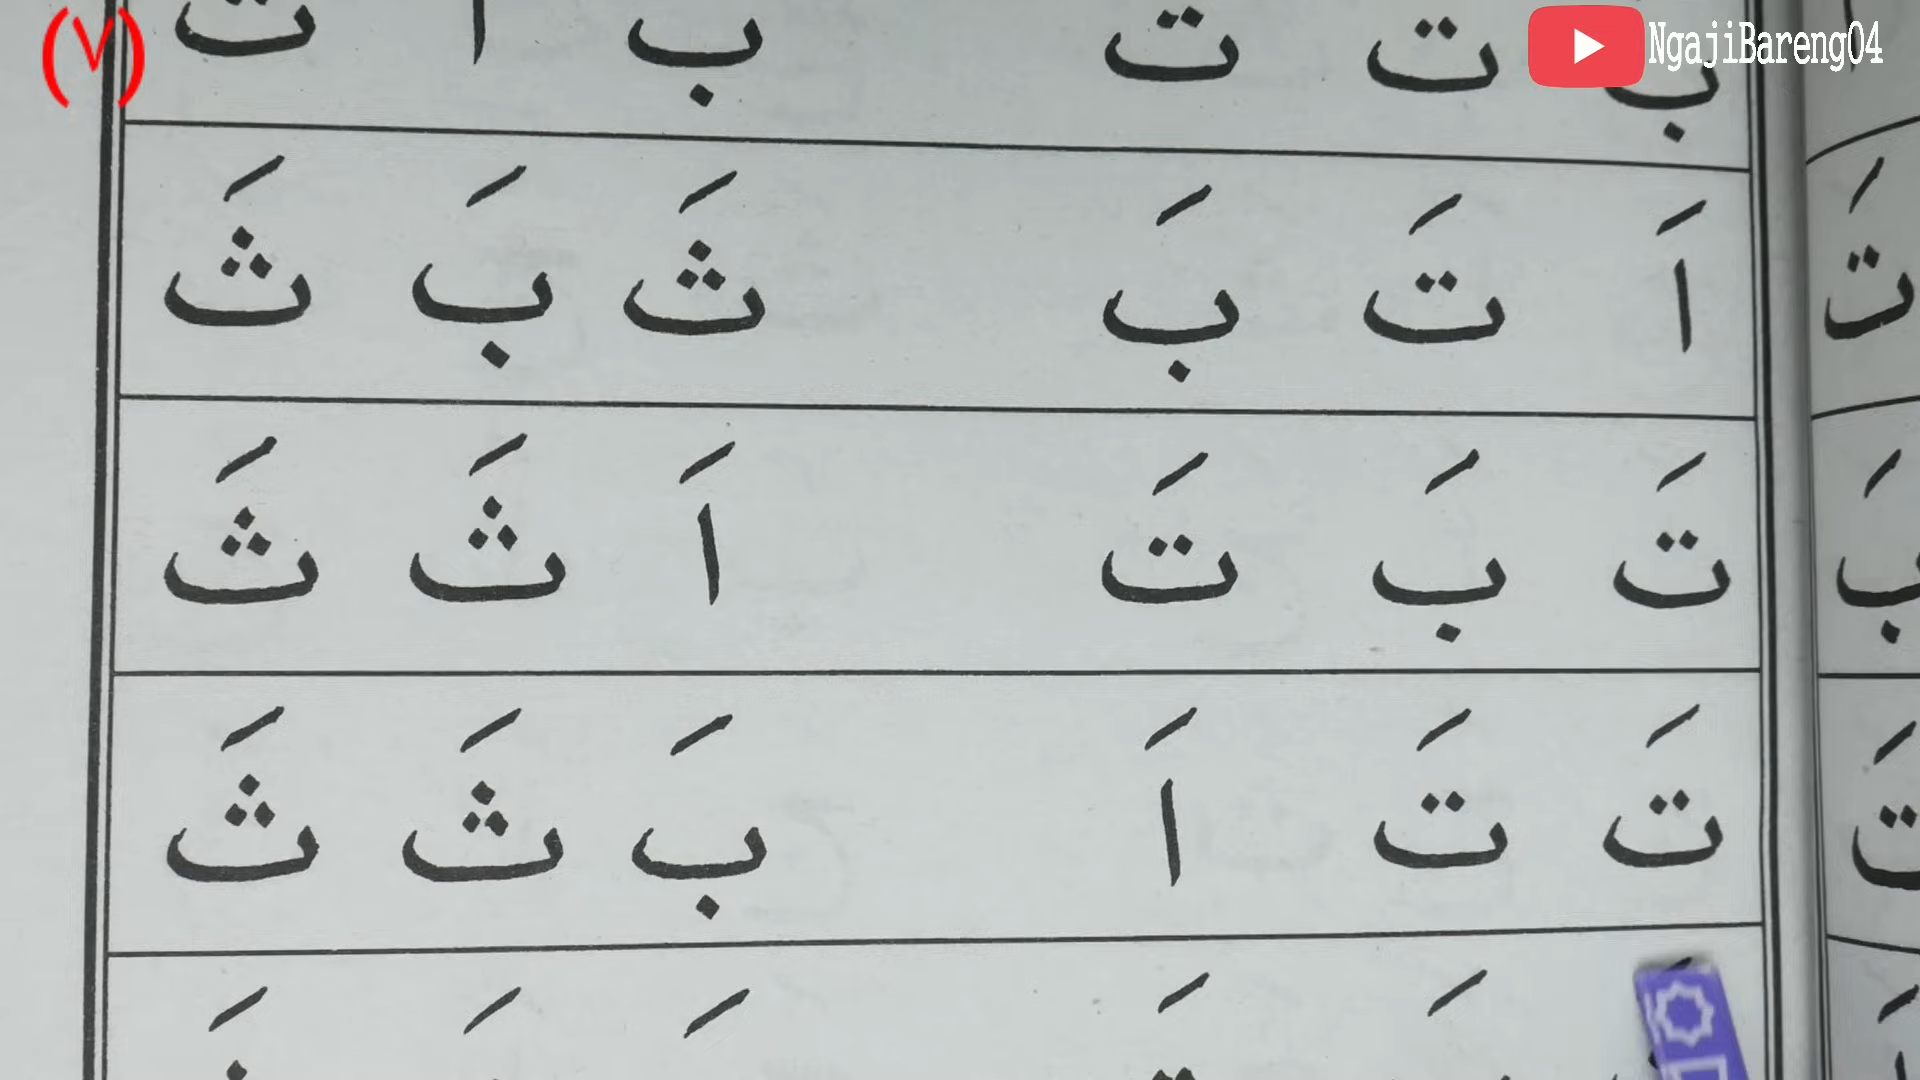 (٧)
NgajiBareng04
ب ت ت ب ا ت
اَ تَ بَ ثَ بَ ثَ
تَ بَ تَ اَ ثَ ثَ
تَ تَ اَ بَ ثَ ثَ
تَ
بَ
تَ